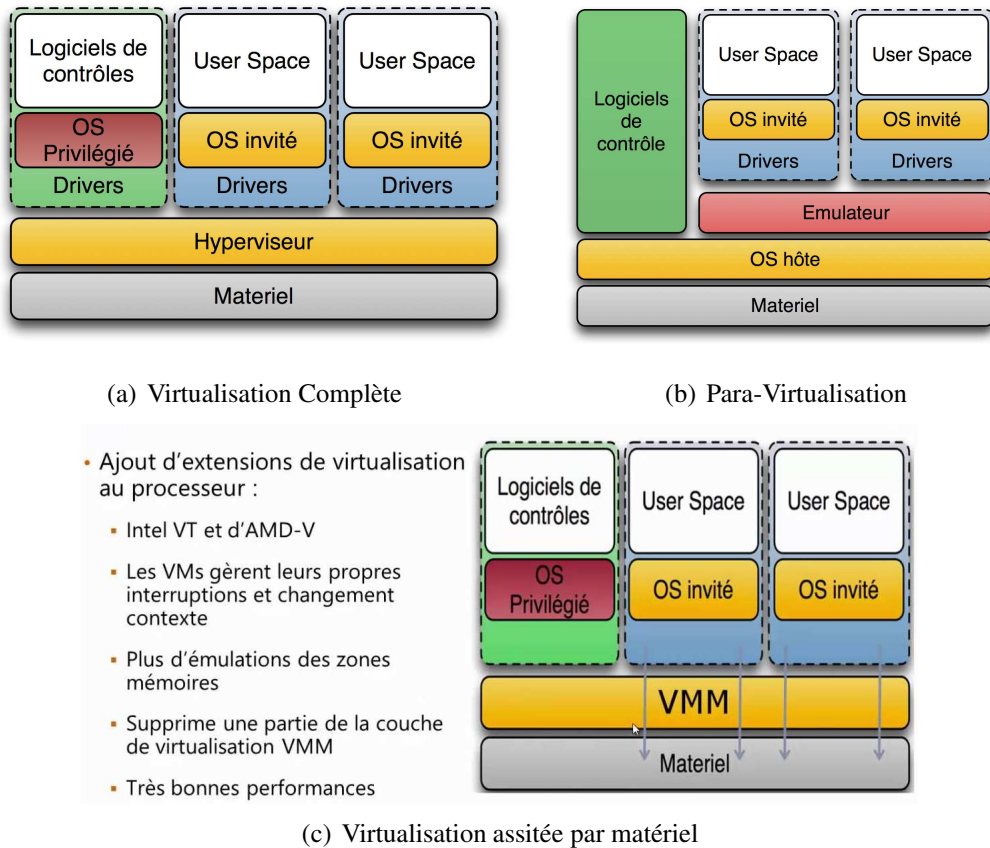 Logiciels de
contrôles
User Space
User Space
OS
Privilégié
OS invité
OS invité
Drivers
Drivers
Drivers
Hyperviseur
Materiel
(a) Virtualisation Complète
Logiciels
de
contrôle
User Space
User Space
OS invité
OS invité
Drivers
Drivers
Emulateur
OS hôte
Materiel
(b) Para-Virtualisation
• Ajout d'extensions de virtualisation
au processeur :
▪ Intel VT et d'AMD-V
▪ Les VMs gèrent leurs propres
interruptions et changement
contexte
▪ Plus d'émulations des zones
mémoires
▪ Supprime une partie de la couche
de virtualisation VMM
▪ Très bonnes performances
Logiciels de
contrôles
User Space
User Space
OS
Privilégié
OS invité
OS invité
VMM
Materiel
(c) Virtualisation assitée par matériel